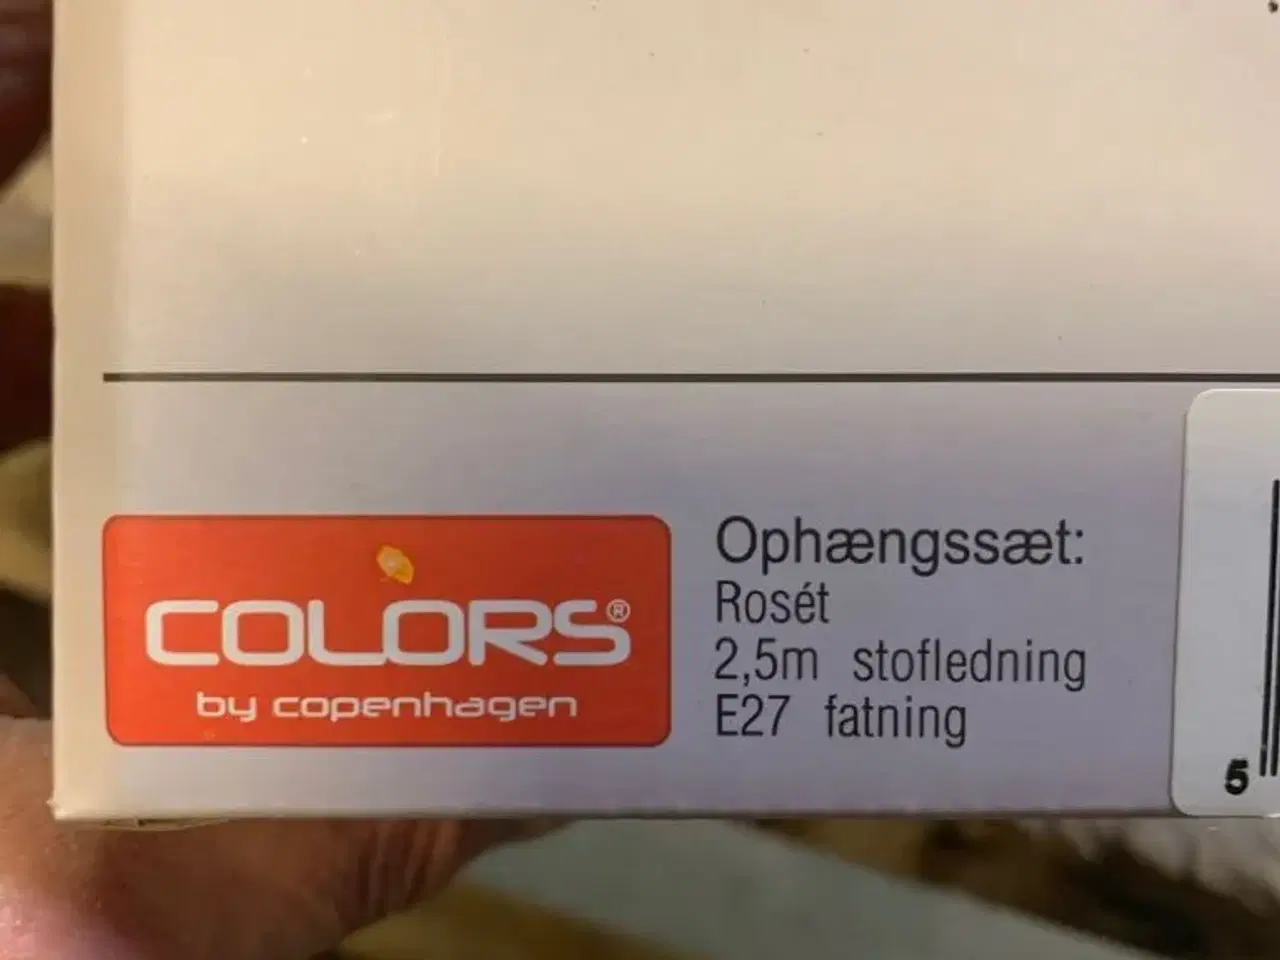 COLORS®
by copenhagen
Ophængssæt:
Rosét
2,5m stofledning
E27 fatning
5